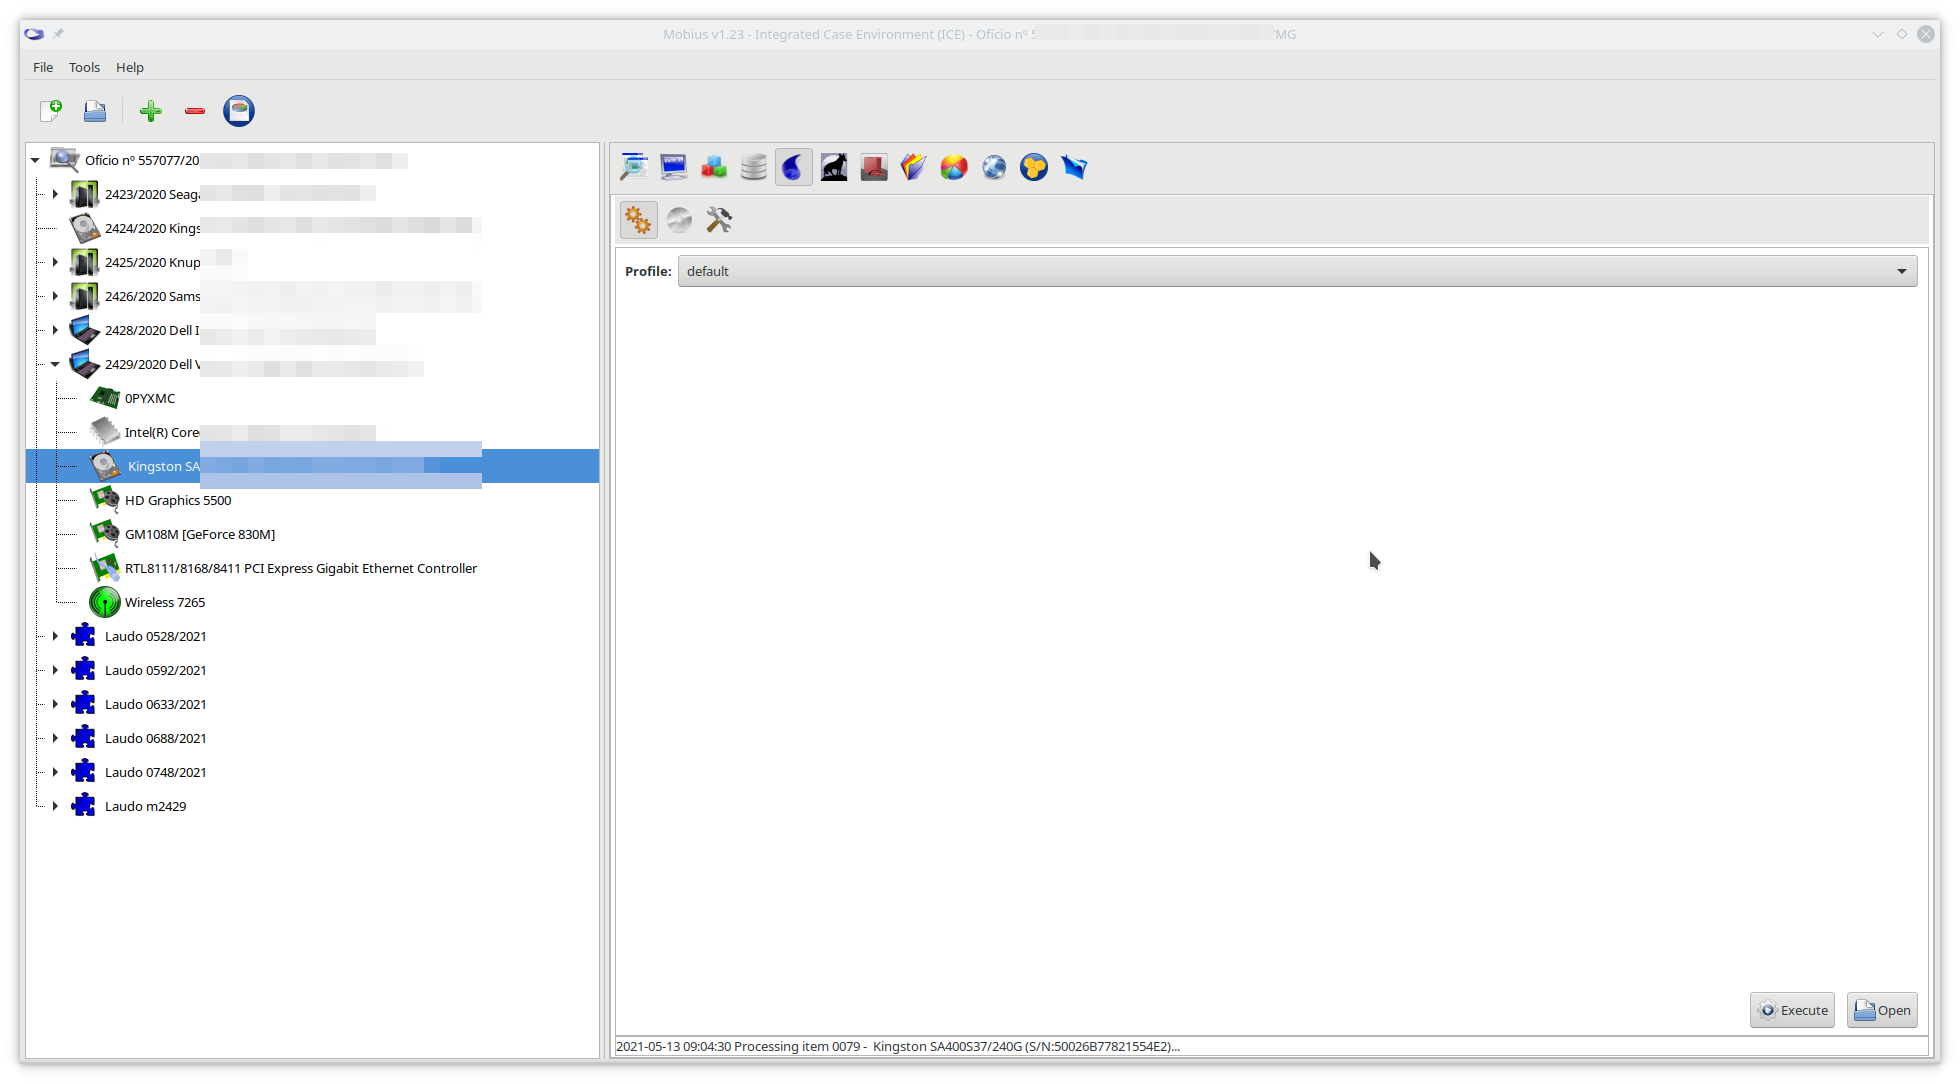 Mobius v1.23 - Integrated Case Environment (ICE) - Ofício nº 5 /MG
File Tools Help
Ofício nº 557077/20
2423/2020 Seag
2424/2020 Kings
2425/2020 Knup
2426/2020 Sams
2428/2020 Dell I
2429/2020 Dell V
0PYXMC
Intel(R) Core
Kingston SA
HD Graphics 5500
GM108M [GeForce 830M]
RTL8111/8168/8411 PCI Express Gigabit Ethernet Controller
Wireless 7265
Laudo 0528/2021
Laudo 0592/2021
Laudo 0633/2021
Laudo 0688/2021
Laudo 0748/2021
Laudo m2429
Profile: default
Execute Open
2021-05-13 09:04:30 Processing item 0079 - Kingston SA400S37/240G (S/N:50026B77821554E2)...